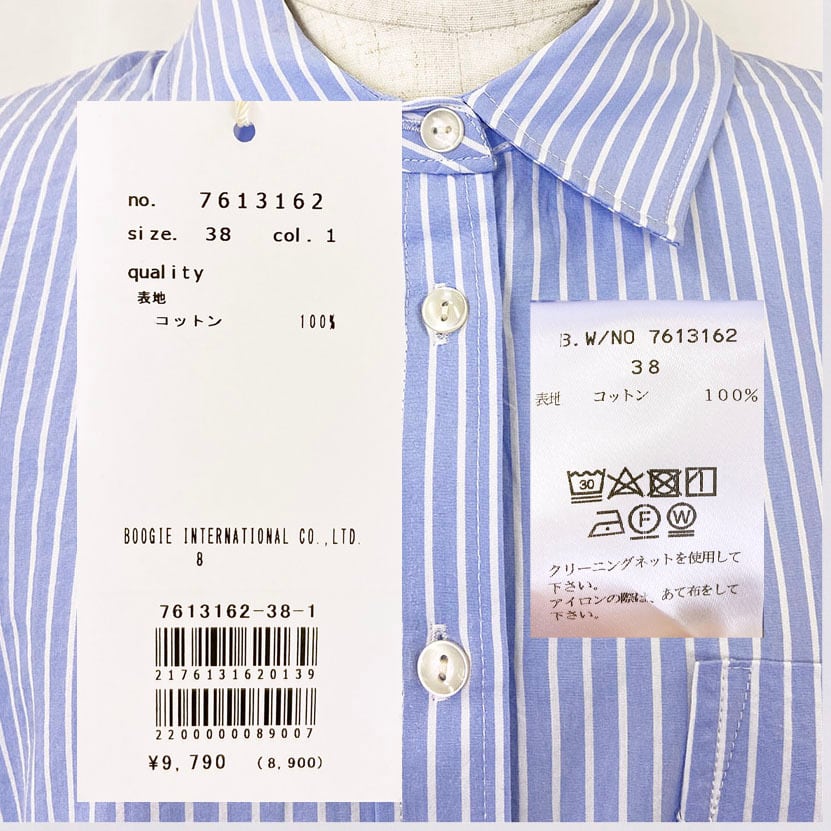 no. 7613162
size. 38 col. 1
quality
表地
コットン 100%
BOOGIE INTERNATIONAL CO.,LTD.
8
7613162-38-1
2176131620139
2200000089007
¥9,790 (8,900)
B.W/NO 7613162
38
表地 コットン 100%
30
F W
クリーニングネットを使用して
下さい。
アイロンの際は、あて布をして
下さい。